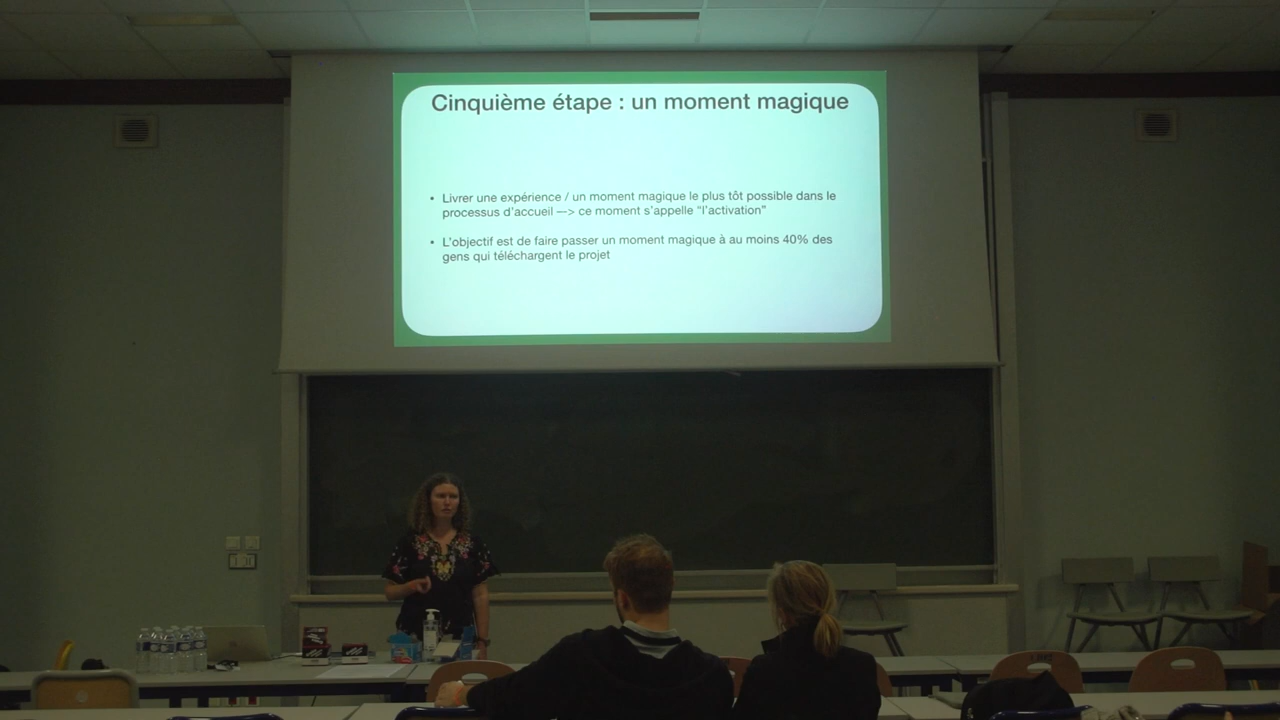 Cinquième étape : un moment magique
• Livrer une expérience / un moment magique le plus tôt possible dans le
processus d'accueil —> ce moment s'appelle “l'activation”
• L'objectif est de faire passer un moment magique à au moins 40% des
gens qui téléchargent le projet